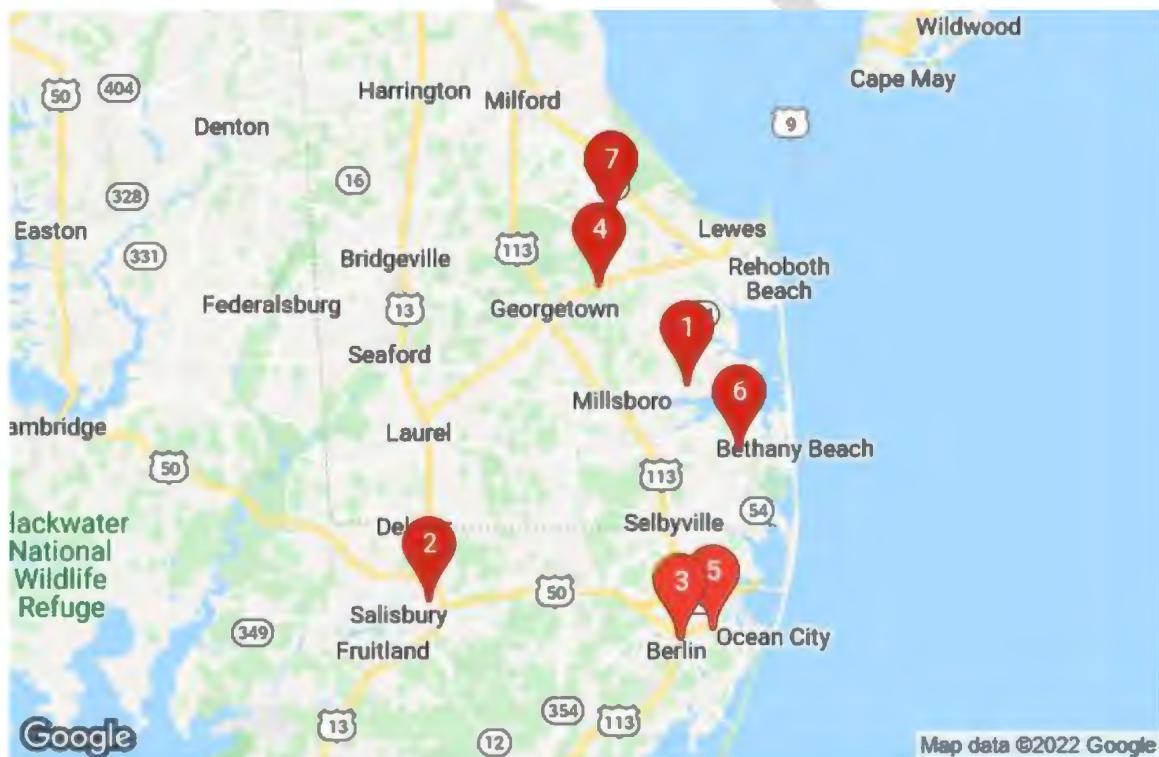 Wildwood
Cape May
50
404
Harrington
Milford
9
Denton
7
16
328
Easton
4
Lewes
113
331
Bridgeville
Rehoboth
Beach
Federalsburg
13
Georgetown
1
Seaford
6
Millsboro
Laurel
ambridge
Bethany Beach
50
113
54
lackwater
National
Wildlife
Refuge
Selbyville
2
3
5
50
Salisbury
349
Fruitland
Berlin
Ocean City
13
354
113
12
Google
Map data ©2022 Google